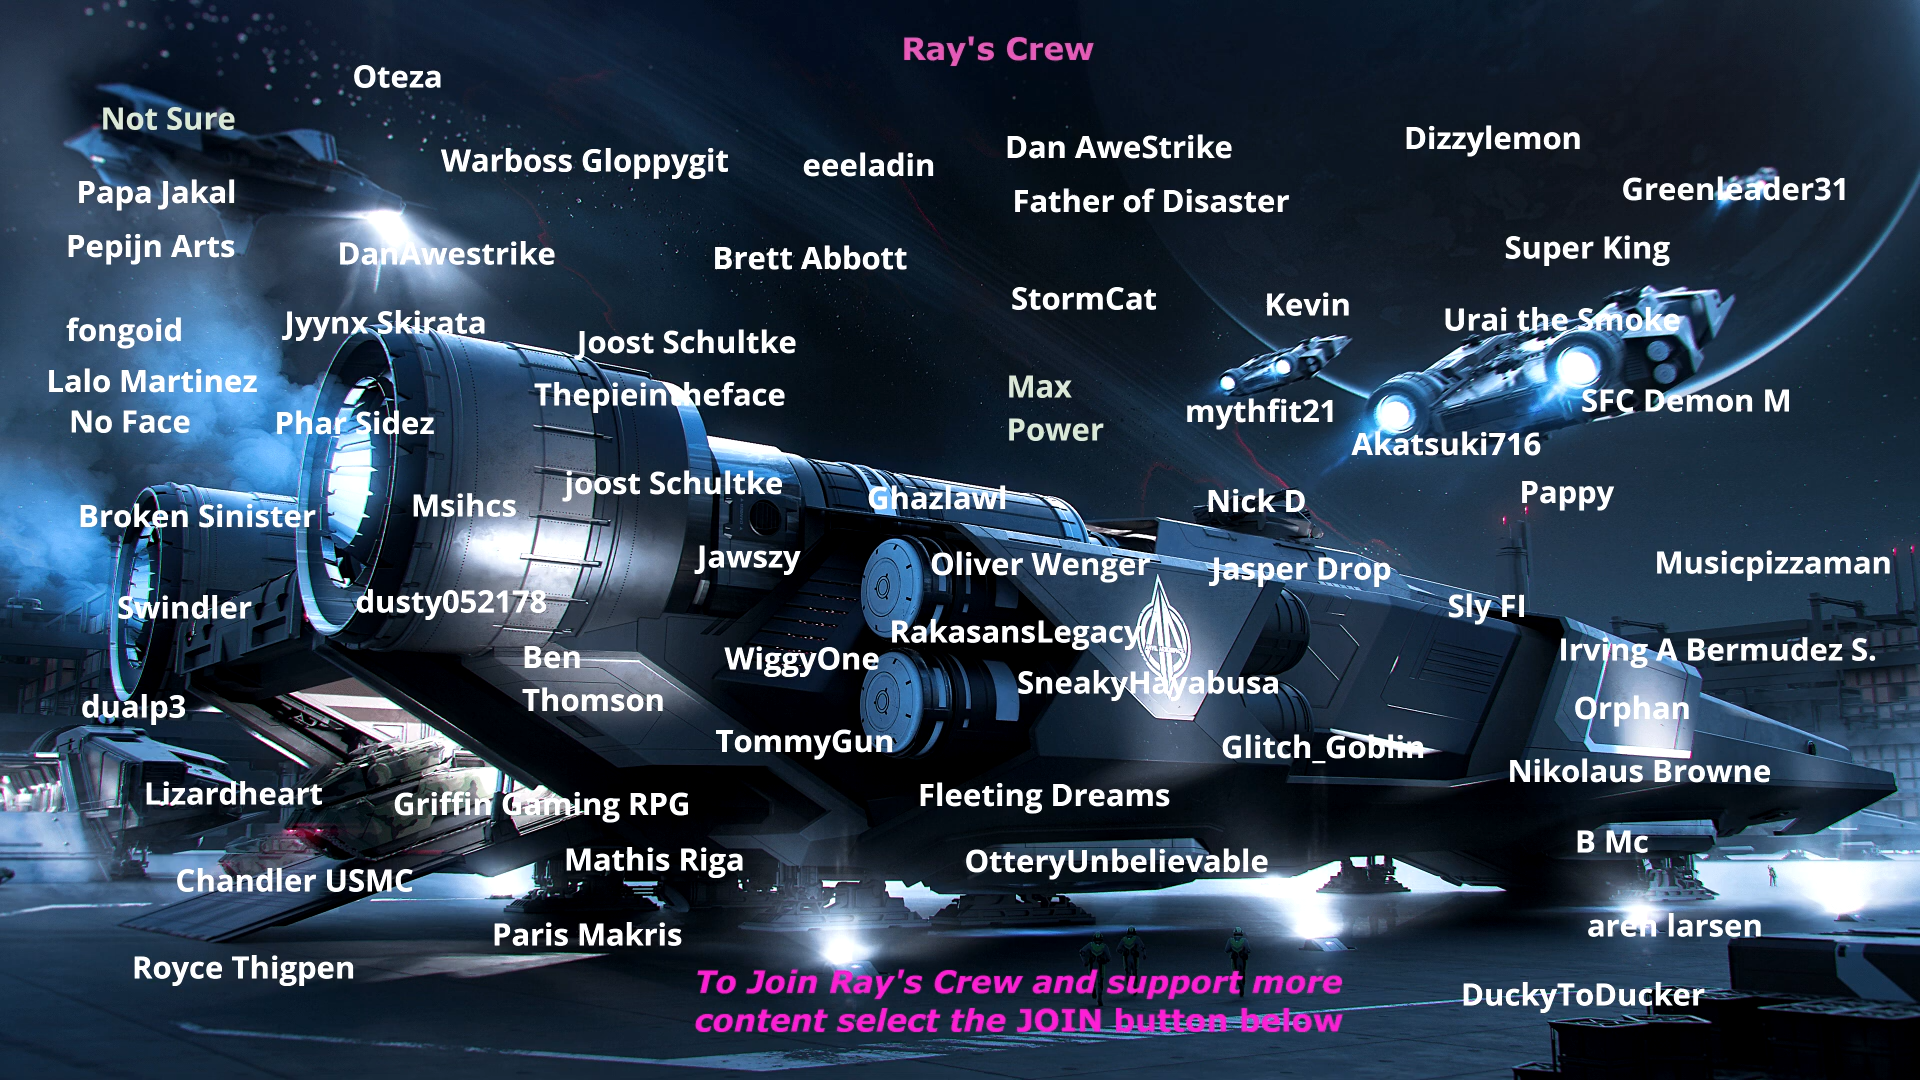 Ray's Crew
Oteza
Not Sure
Dizzylemon
Dan AweStrike
Warboss Gloppygit
eeeladin
Greenleader31
Papa Jakal
Father of Disaster
Pepijn Arts
DanAwestrike
Brett Abbott
Super King
StormCat
Kevin
Urai the Smoke
fongoid
Jyynx Skirata
Joost Schultke
Lalo Martinez
Thepieintheface
Max
Power
mythfit21
SFC Demon M
No Face
Phar Sidez
Akatsuki716
joost Schultke
Ghazlawl
Nick D
Pappy
Broken Sinister
Msihcs
Jawszy
Oliver Wenger
Jasper Drop
Musicpizzaman
Swindler
dusty052178
Sly FI
RakasansLegacy
Ben
Thomson
WiggyOne
Irving A Bermudez S.
SneakyHayabusa
dualp3
Orphan
TommyGun
Glitch_Goblin
Nikolaus Browne
Lizardheart
Griffin Gaming RPG
Fleeting Dreams
B Mc
Mathis Riga
OtteryUnbelievable
Chandler USMC
Paris Makris
aren larsen
Royce Thigpen
DuckyToDucker
To Join Ray's Crew and support more
content select the JOIN button below